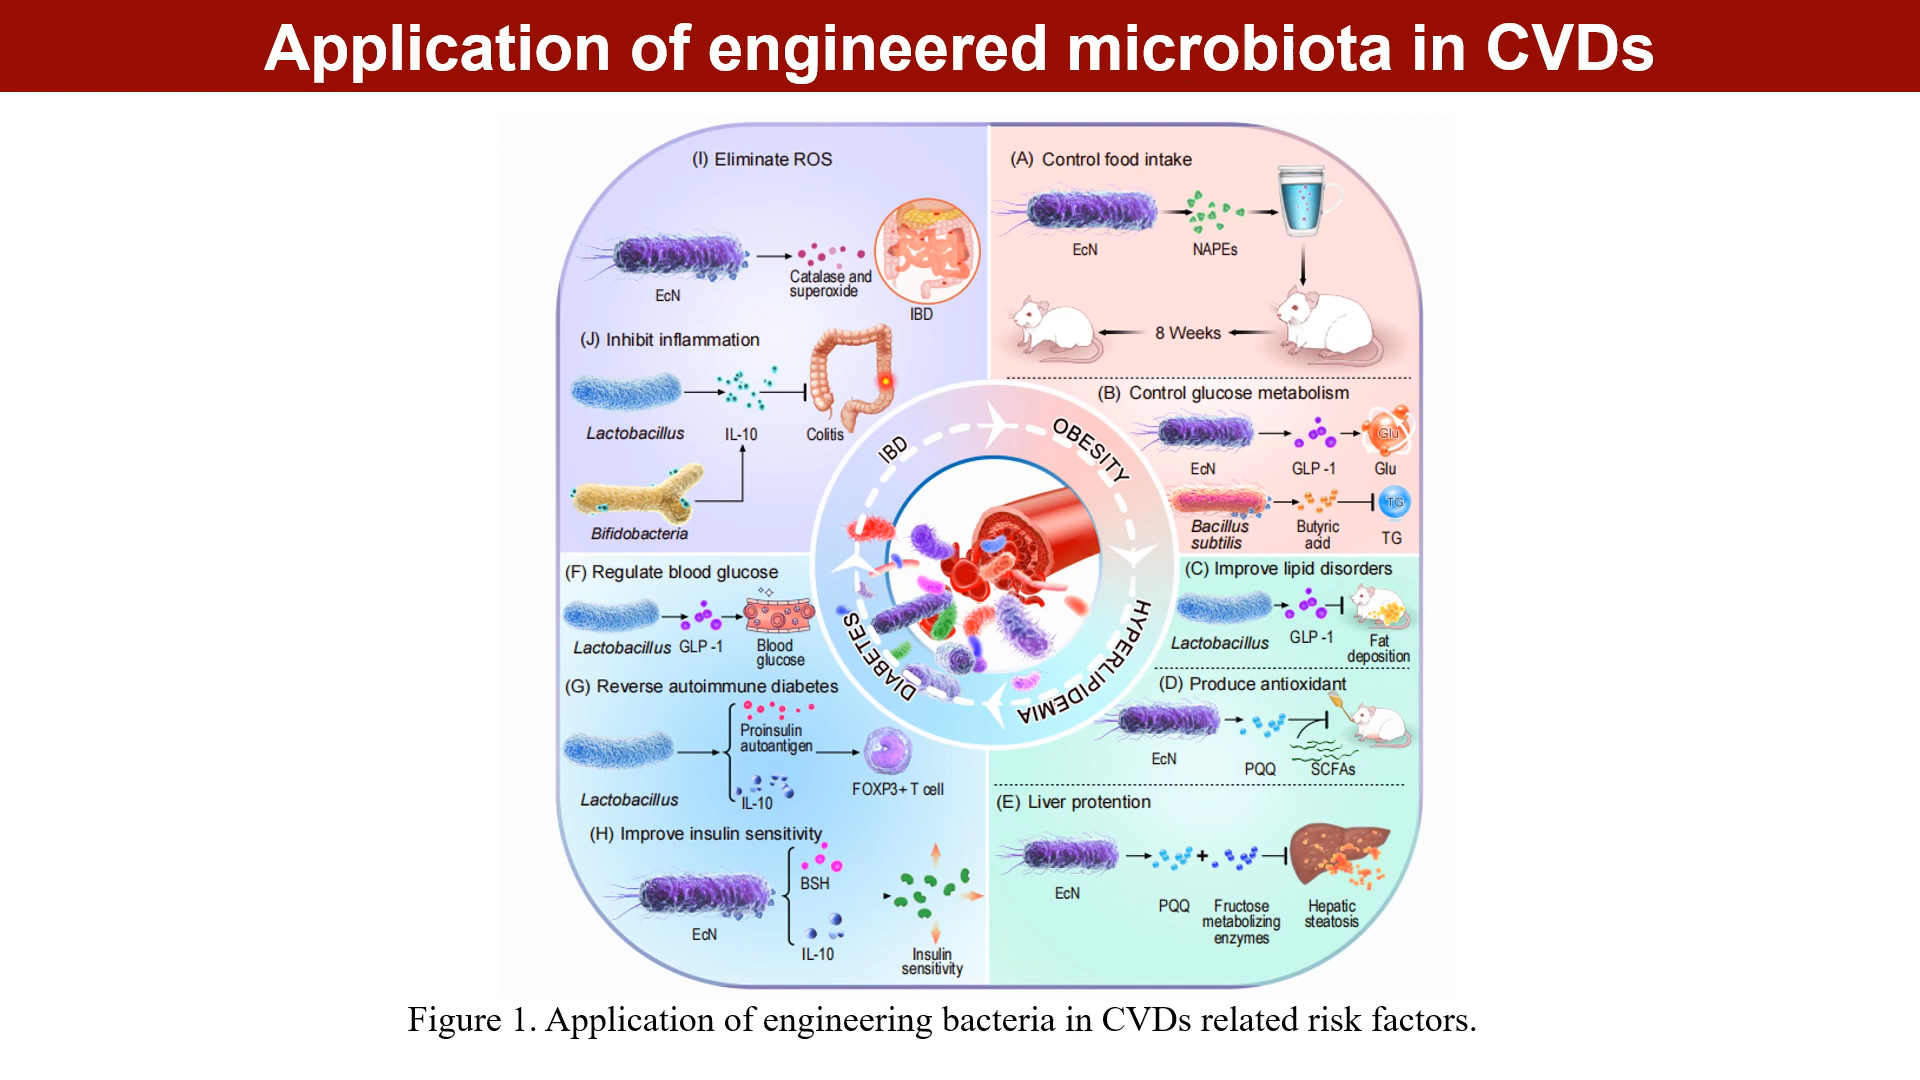 Application of engineered microbiota in CVDs
(I) Eliminate ROS
EcN
Catalase and
superoxide
IBD
(J) Inhibit inflammation
Lactobacillus
IL-10
Colitis
Bifidobacteria
(A) Control food intake
EcN
NAPEs
8 Weeks
(B) Control glucose metabolism
EcN
GLP -1
Glu
Glu
Bacillus
subtilis
Butyric
acid
TG
TG
IBD
OBESITY
HYPERLIPIDEMIA
DIABETES
(F) Regulate blood glucose
Lactobacillus
GLP -1
Blood
glucose
(G) Reverse autoimmune diabetes
Proinsulin
autoantigen
IL-10
Lactobacillus
FOXP3+ T cell
(H) Improve insulin sensitivity
BSH
EcN
IL-10
Insulin
sensitivity
(C) Improve lipid disorders
Lactobacillus
GLP -1
Fat
deposition
(D) Produce antioxidant
EcN
PQQ
SCFAs
(E) Liver protention
EcN
PQQ
Fructose
metabolizing
enzymes
Hepatic
steatosis
Figure 1. Application of engineering bacteria in CVDs related risk factors.